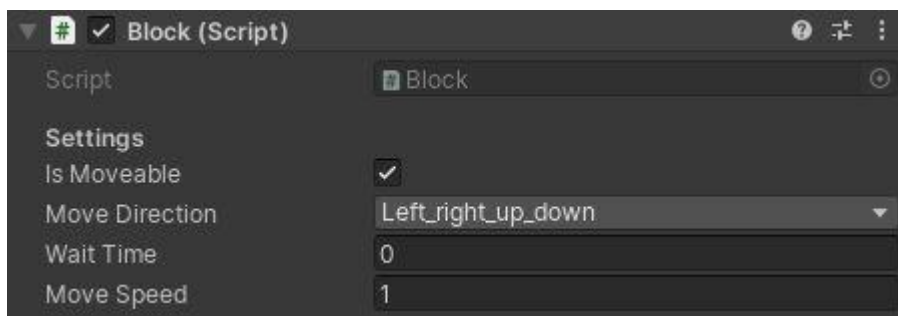 # Block (Script)
Script # Block
Settings
Is Moveable
Move Direction Left_right_up_down
Wait Time 0
Move Speed 1